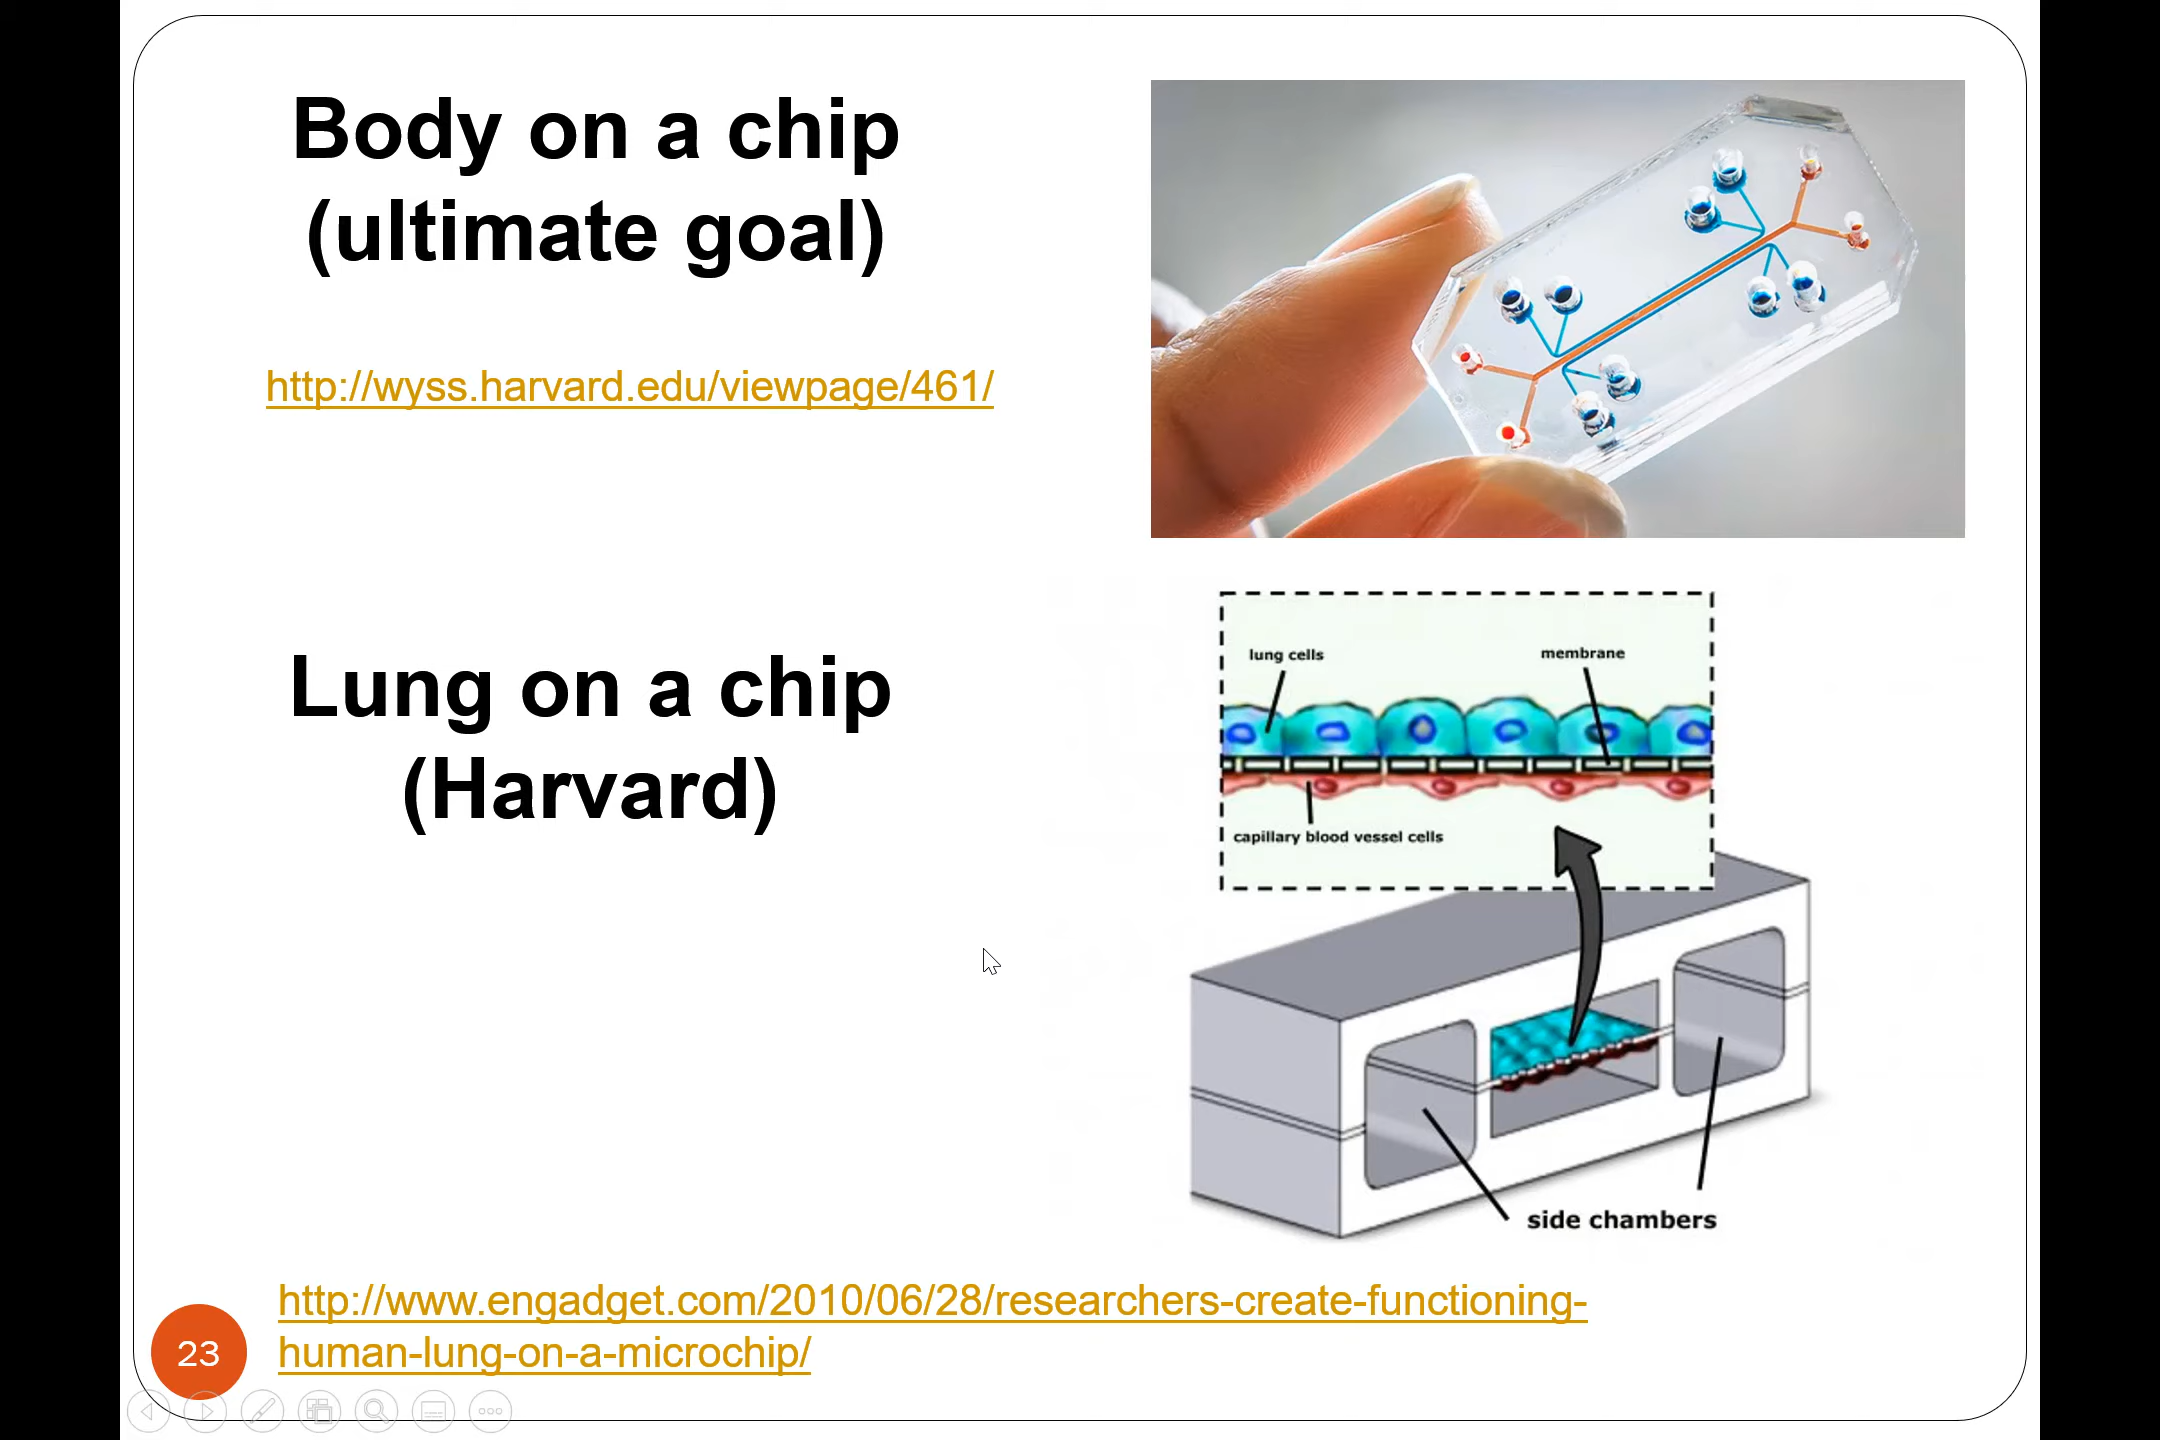 Body on a chip
(ultimate goal)
http://wyss.harvard.edu/viewpage/461/
Lung on a chip
(Harvard)
lung cells
membrane
capillary blood vessel cells
side chambers
http://www.engadget.com/2010/06/28/researchers-create-functioning-
human-lung-on-a-microchip/
23